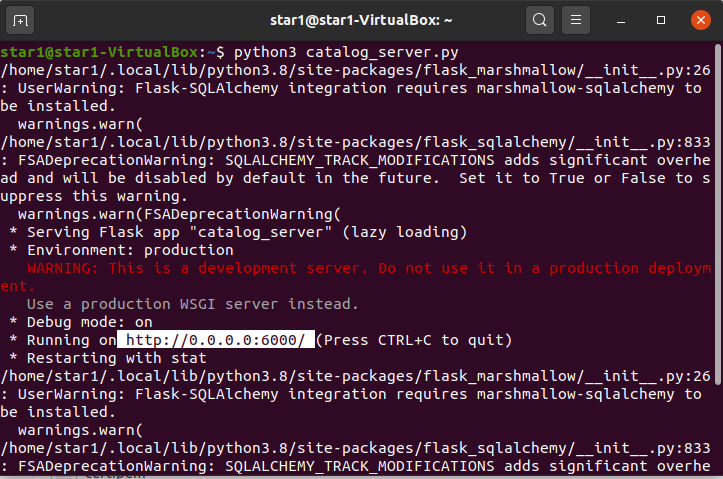 star1@star1-VirtualBox: ~
star1@star1-VirtualBox:~$ python3 catalog_server.py
/home/star1/.local/lib/python3.8/site-packages/flask_marshmallow/__init__.py:26
: UserWarning: Flask-SQLAlchemy integration requires marshmallow-sqlalchemy to
be installed.
  warnings.warn(
/home/star1/.local/lib/python3.8/site-packages/flask_sqlalchemy/__init__.py:833
: FSADeprecationWarning: SQLALCHEMY_TRACK_MODIFICATIONS adds significant overhe
ad and will be disabled by default in the future.  Set it to True or False to s
uppress this warning.
  warnings.warn(FSADeprecationWarning(
 * Serving Flask app "catalog_server" (lazy loading)
 * Environment: production
   WARNING: This is a development server. Do not use it in a production deploym
ent.
   Use a production WSGI server instead.
 * Debug mode: on
 * Running on http://0.0.0.0:6000/ (Press CTRL+C to quit)
 * Restarting with stat
/home/star1/.local/lib/python3.8/site-packages/flask_marshmallow/__init__.py:26
: UserWarning: Flask-SQLAlchemy integration requires marshmallow-sqlalchemy to
be installed.
  warnings.warn(
/home/star1/.local/lib/python3.8/site-packages/flask_sqlalchemy/__init__.py:833
: FSADeprecationWarning: SQLALCHEMY_TRACK_MODIFICATIONS adds significant overhe